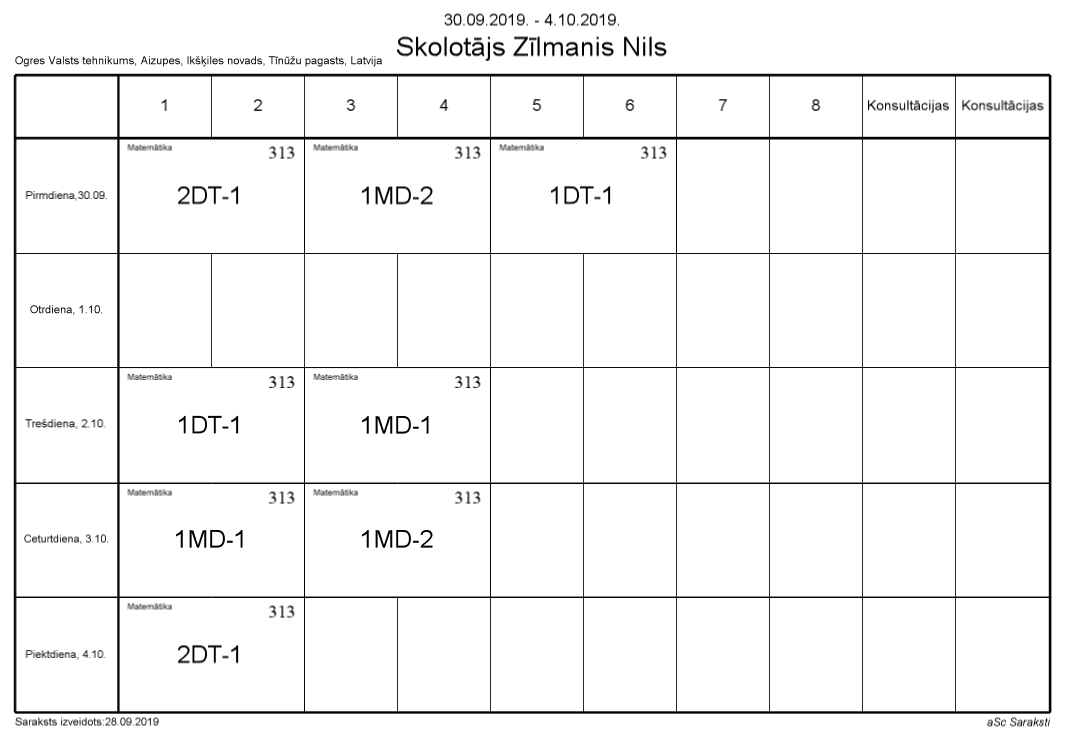 30.09.2019. - 4.10.2019.
Skolotājs Zīlmanis Nils
Ogres Valsts tehnikums, Aizupes, Ikšķiles novads, Tīnūžu pagasts, Latvija
1 2 3 4 5 6 7 8 Konsultācijas Konsultācijas
Matemātika 313 Matemātika 313 Matemātika 313
Pirmdiena,30.09. 2DT-1 1MD-2 1DT-1
Otrdiena, 1.10.
Matemātika 313 Matemātika 313
Trešdiena, 2.10. 1DT-1 1MD-1
Matemātika 313 Matemātika 313
Ceturtdiena, 3.10. 1MD-1 1MD-2
Matemātika 313
Piektdiena, 4.10. 2DT-1
Saraksts izveidots:28.09.2019 aSc Saraksti